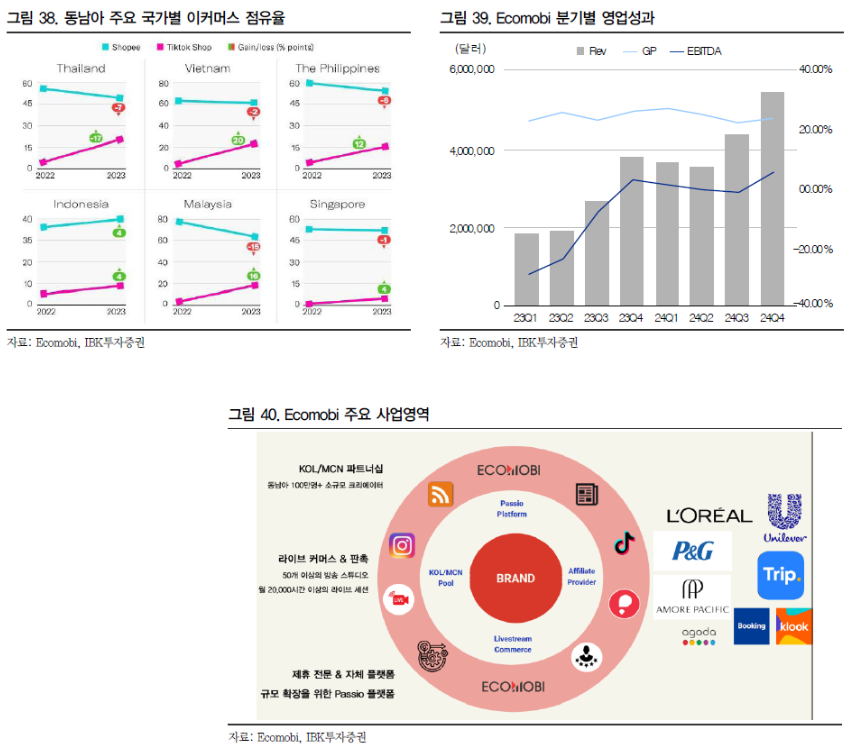 그림 38. 동남아 주요 국가별 이커머스 점유율
Shopee Tiktok Shop Gain/loss (% points)
Thailand
60
45
30
15
0
-7
-17
2022 2023
Vietnam
80
60
40
20
0
-2
20
2022 2023
The Philippines
60
45
30
15
0
-6
12
2022 2023
Indonesia
40
35
20
10
0
4
4
2022 2023
Malaysia
80
60
40
20
0
-15
16
2022 2023
Singapore
60
45
30
15
0
-1
4
2022 2023
자료: Ecomobi, IBK투자증권
그림 39. Ecomobi 분기별 영업성과
(달러)
Rev GP EBITDA
6,000,000
4,000,000
2,000,000
0
40.00%
20.00%
00.00%
-20.00%
-40.00%
23Q1 23Q2 23Q3 23Q4 24Q1 24Q2 24Q3 24Q4
자료: Ecomobi, IBK투자증권
그림 40. Ecomobi 주요 사업영역
KOL/MCN 파트너십
동남아 100만명+ 소규모 크리에이터
라이브 커머스 & 판촉
50개 이상의 방송 스튜디오
월 20,000시간 이상의 라이브 세션
제휴 전문 & 자체 플랫폼
규모 확장을 위한 Passio 플랫폼
ECOMOBI
Passio
Platform
KOL/MCN
Pool
BRAND
Affiliate
Provider
Livestream
Commerce
LIVE
ECOMOBI
L'ORÉAL
Unilever
P&G
Trip.
AMORE PACIFIC
agoda
Booking
klook
자료: Ecomobi, IBK투자증권